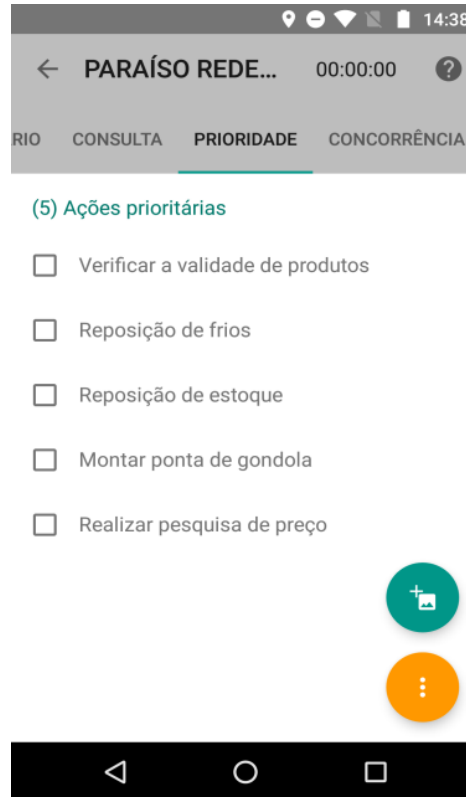 14:38
PARAÍSO REDE... 00:00:00 ?
RIO CONSULTA PRIORIDADE CONCORRÊNCIA
(5) Ações prioritárias
Verificar a validade de produtos
Reposição de frios
Reposição de estoque
Montar ponta de gondola
Realizar pesquisa de preço